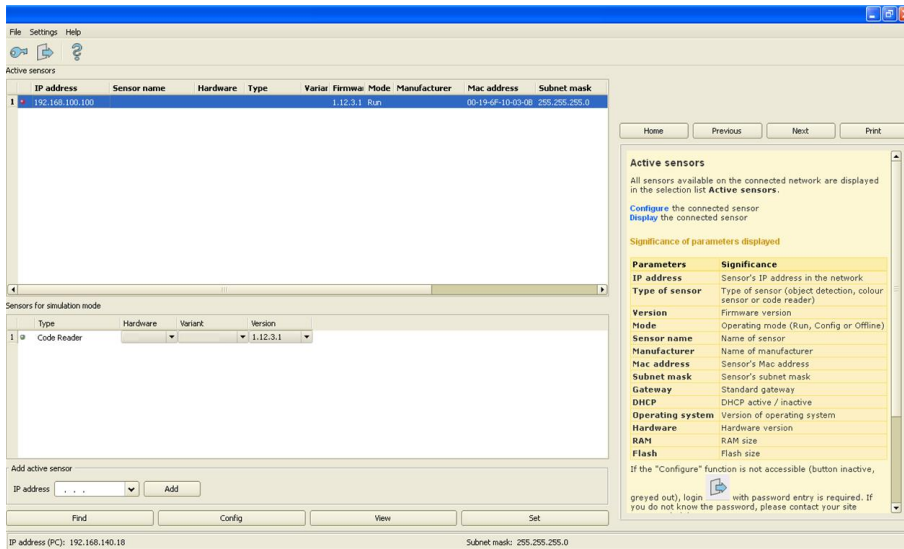 File Settings Help
Active sensors
IP address Sensor name Hardware Type Varian Firmwa Mode Manufacturer Mac address Subnet mask
1 192.168.100.100 1.12.3.1 Run 00-19-6F-10-03-0B 255.255.255.0
Sensors for simulation mode
Type Hardware Variant Version
1 Code Reader 1.12.3.1
Add active sensor
IP address . . . Add
Find Config View Set
IP address (PC): 192.168.140.18 Subnet mask: 255.255.255.0
Home Previous Next Print
Active sensors
All sensors available on the connected network are displayed
in the selection list Active sensors.
Configure the connected sensor
Display the connected sensor
Significance of parameters displayed
Parameters Significance
IP address Sensor's IP address in the network
Type of sensor Type of sensor (object detection, colour
sensor or code reader)
Version Firmware version
Mode Operating mode (Run, Config or Offline)
Sensor name Name of sensor
Manufacturer Name of manufacturer
Mac address Sensor's Mac address
Subnet mask Sensor's subnet mask
Gateway Standard gateway
DHCP DHCP active / inactive
Operating system Version of operating system
Hardware Hardware version
RAM RAM size
Flash Flash size
If the "Configure" function is not accessible (button inactive,
greyed out), login with password entry is required. If
you do not know the password, please contact your site